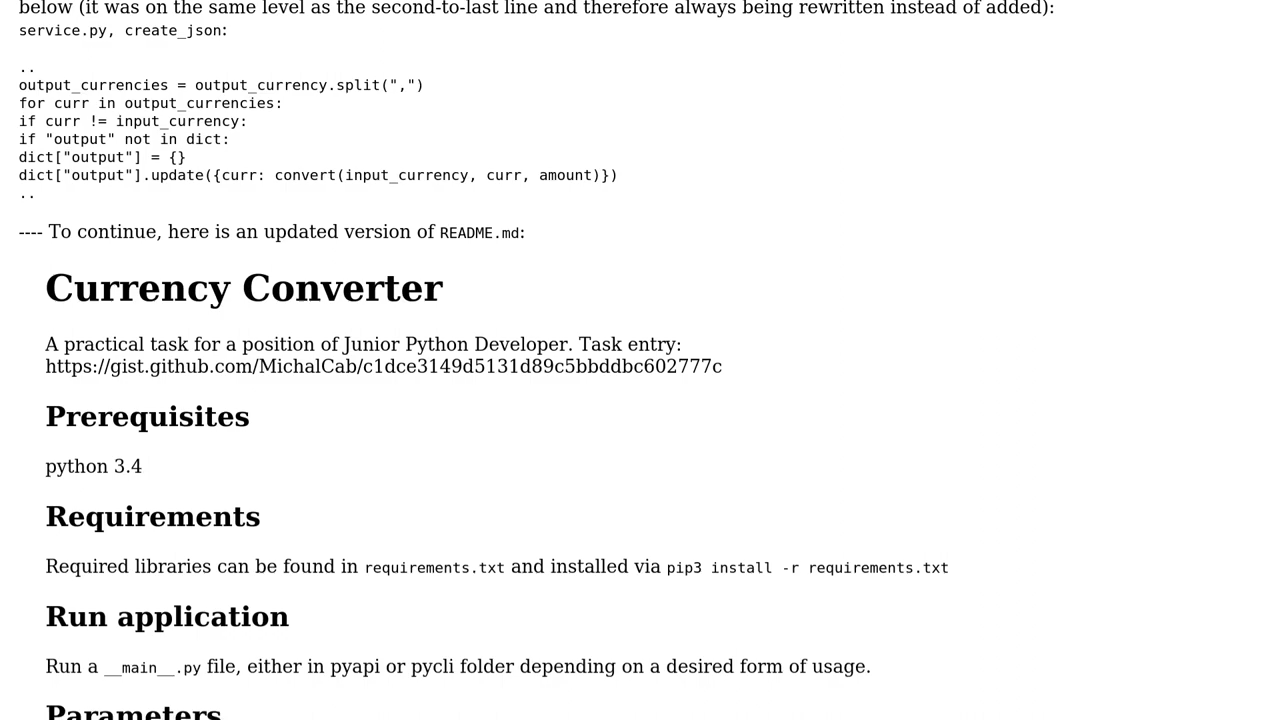 below (it was on the same level as the second-to-last line and therefore always being rewritten instead of added):
service.py, create_json:
..
output_currencies = output_currency.split(",")
for curr in output_currencies:
if curr != input_currency:
if "output" not in dict:
dict["output"] = {}
dict["output"].update({curr: convert(input_currency, curr, amount)})
..
---- To continue, here is an updated version of README.md:
Currency Converter
A practical task for a position of Junior Python Developer. Task entry:
https://gist.github.com/MichalCab/c1dce3149d5131d89c5bbddbc602777c
Prerequisites
python 3.4
Requirements
Required libraries can be found in requirements.txt and installed via pip3 install -r requirements.txt
Run application
Run a __main__.py file, either in pyapi or pycli folder depending on a desired form of usage.
Parameters